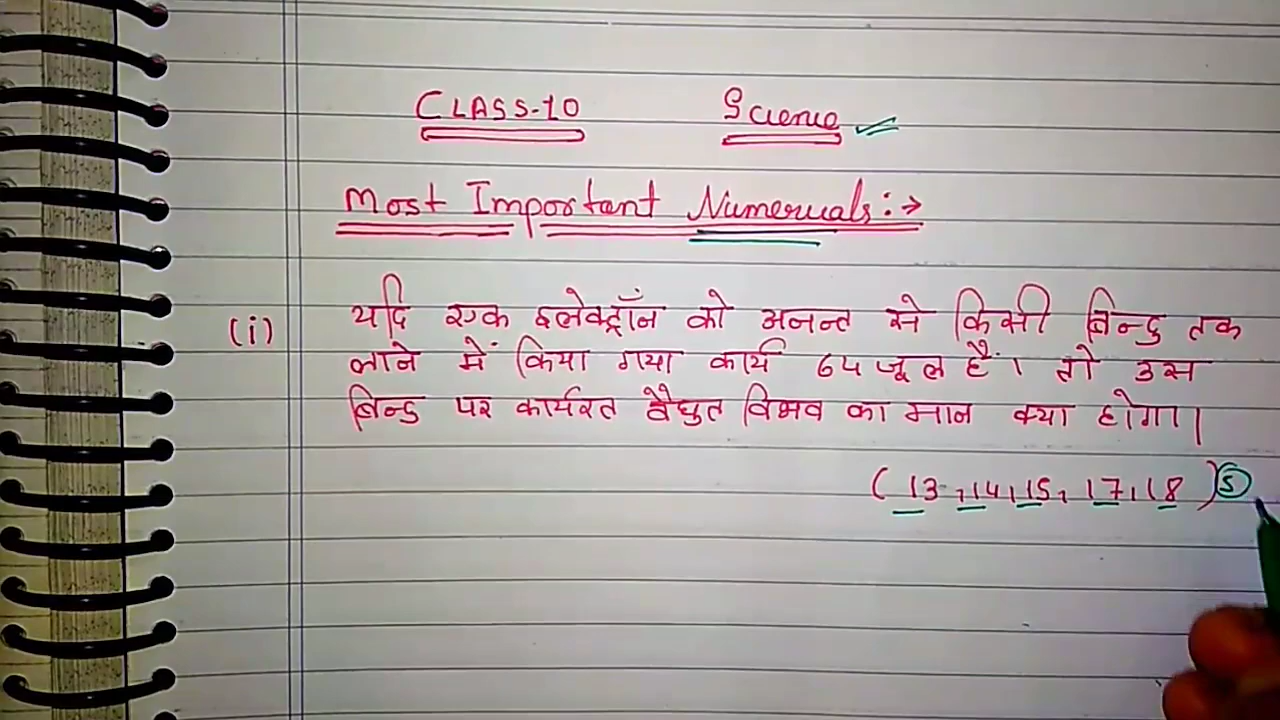 CLASS-10 Science
Most Important Numericals:→
(i) यदि एक इलेक्ट्रॉन को अनन्त से किसी बिन्दु तक
लाने में किया गया कार्य 64 जूल है। तो उस
बिन्दु पर कार्यरत वैधुत विभव का मान क्या होगा।
(13, 14, 15, 17, 18) 5